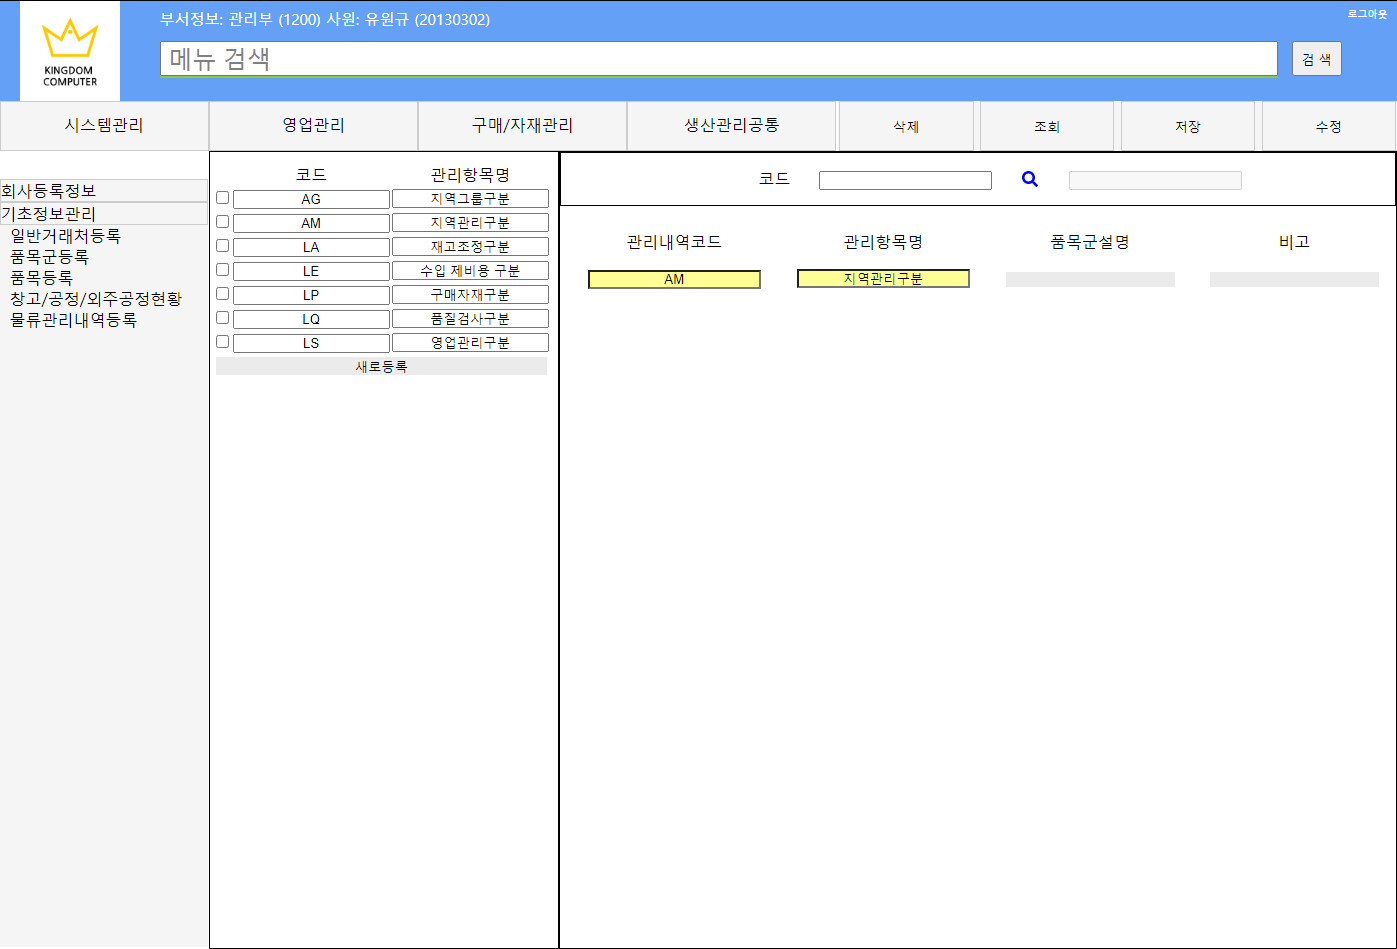 KINGDOM
COMPUTER
부서정보: 관리부 (1200) 사원: 유원규 (20130302)
로그아웃
메뉴 검색
검 색
시스템관리 영업관리 구매/자재관리 생산관리공통 삭제 조회 저장 수정
회사등록정보
기초정보관리
일반거래처등록
품목군등록
품목등록
창고/공정/외주공정현황
물류관리내역등록
코드 관리항목명
AG 지역그룹구분
AM 지역관리구분
LA 재고조정구분
LE 수입 제비용 구분
LP 구매자재구분
LQ 품질검사구분
LS 영업관리구분
새로등록
코드
관리내역코드 관리항목명 품목군설명 비고
AM 지역관리구분